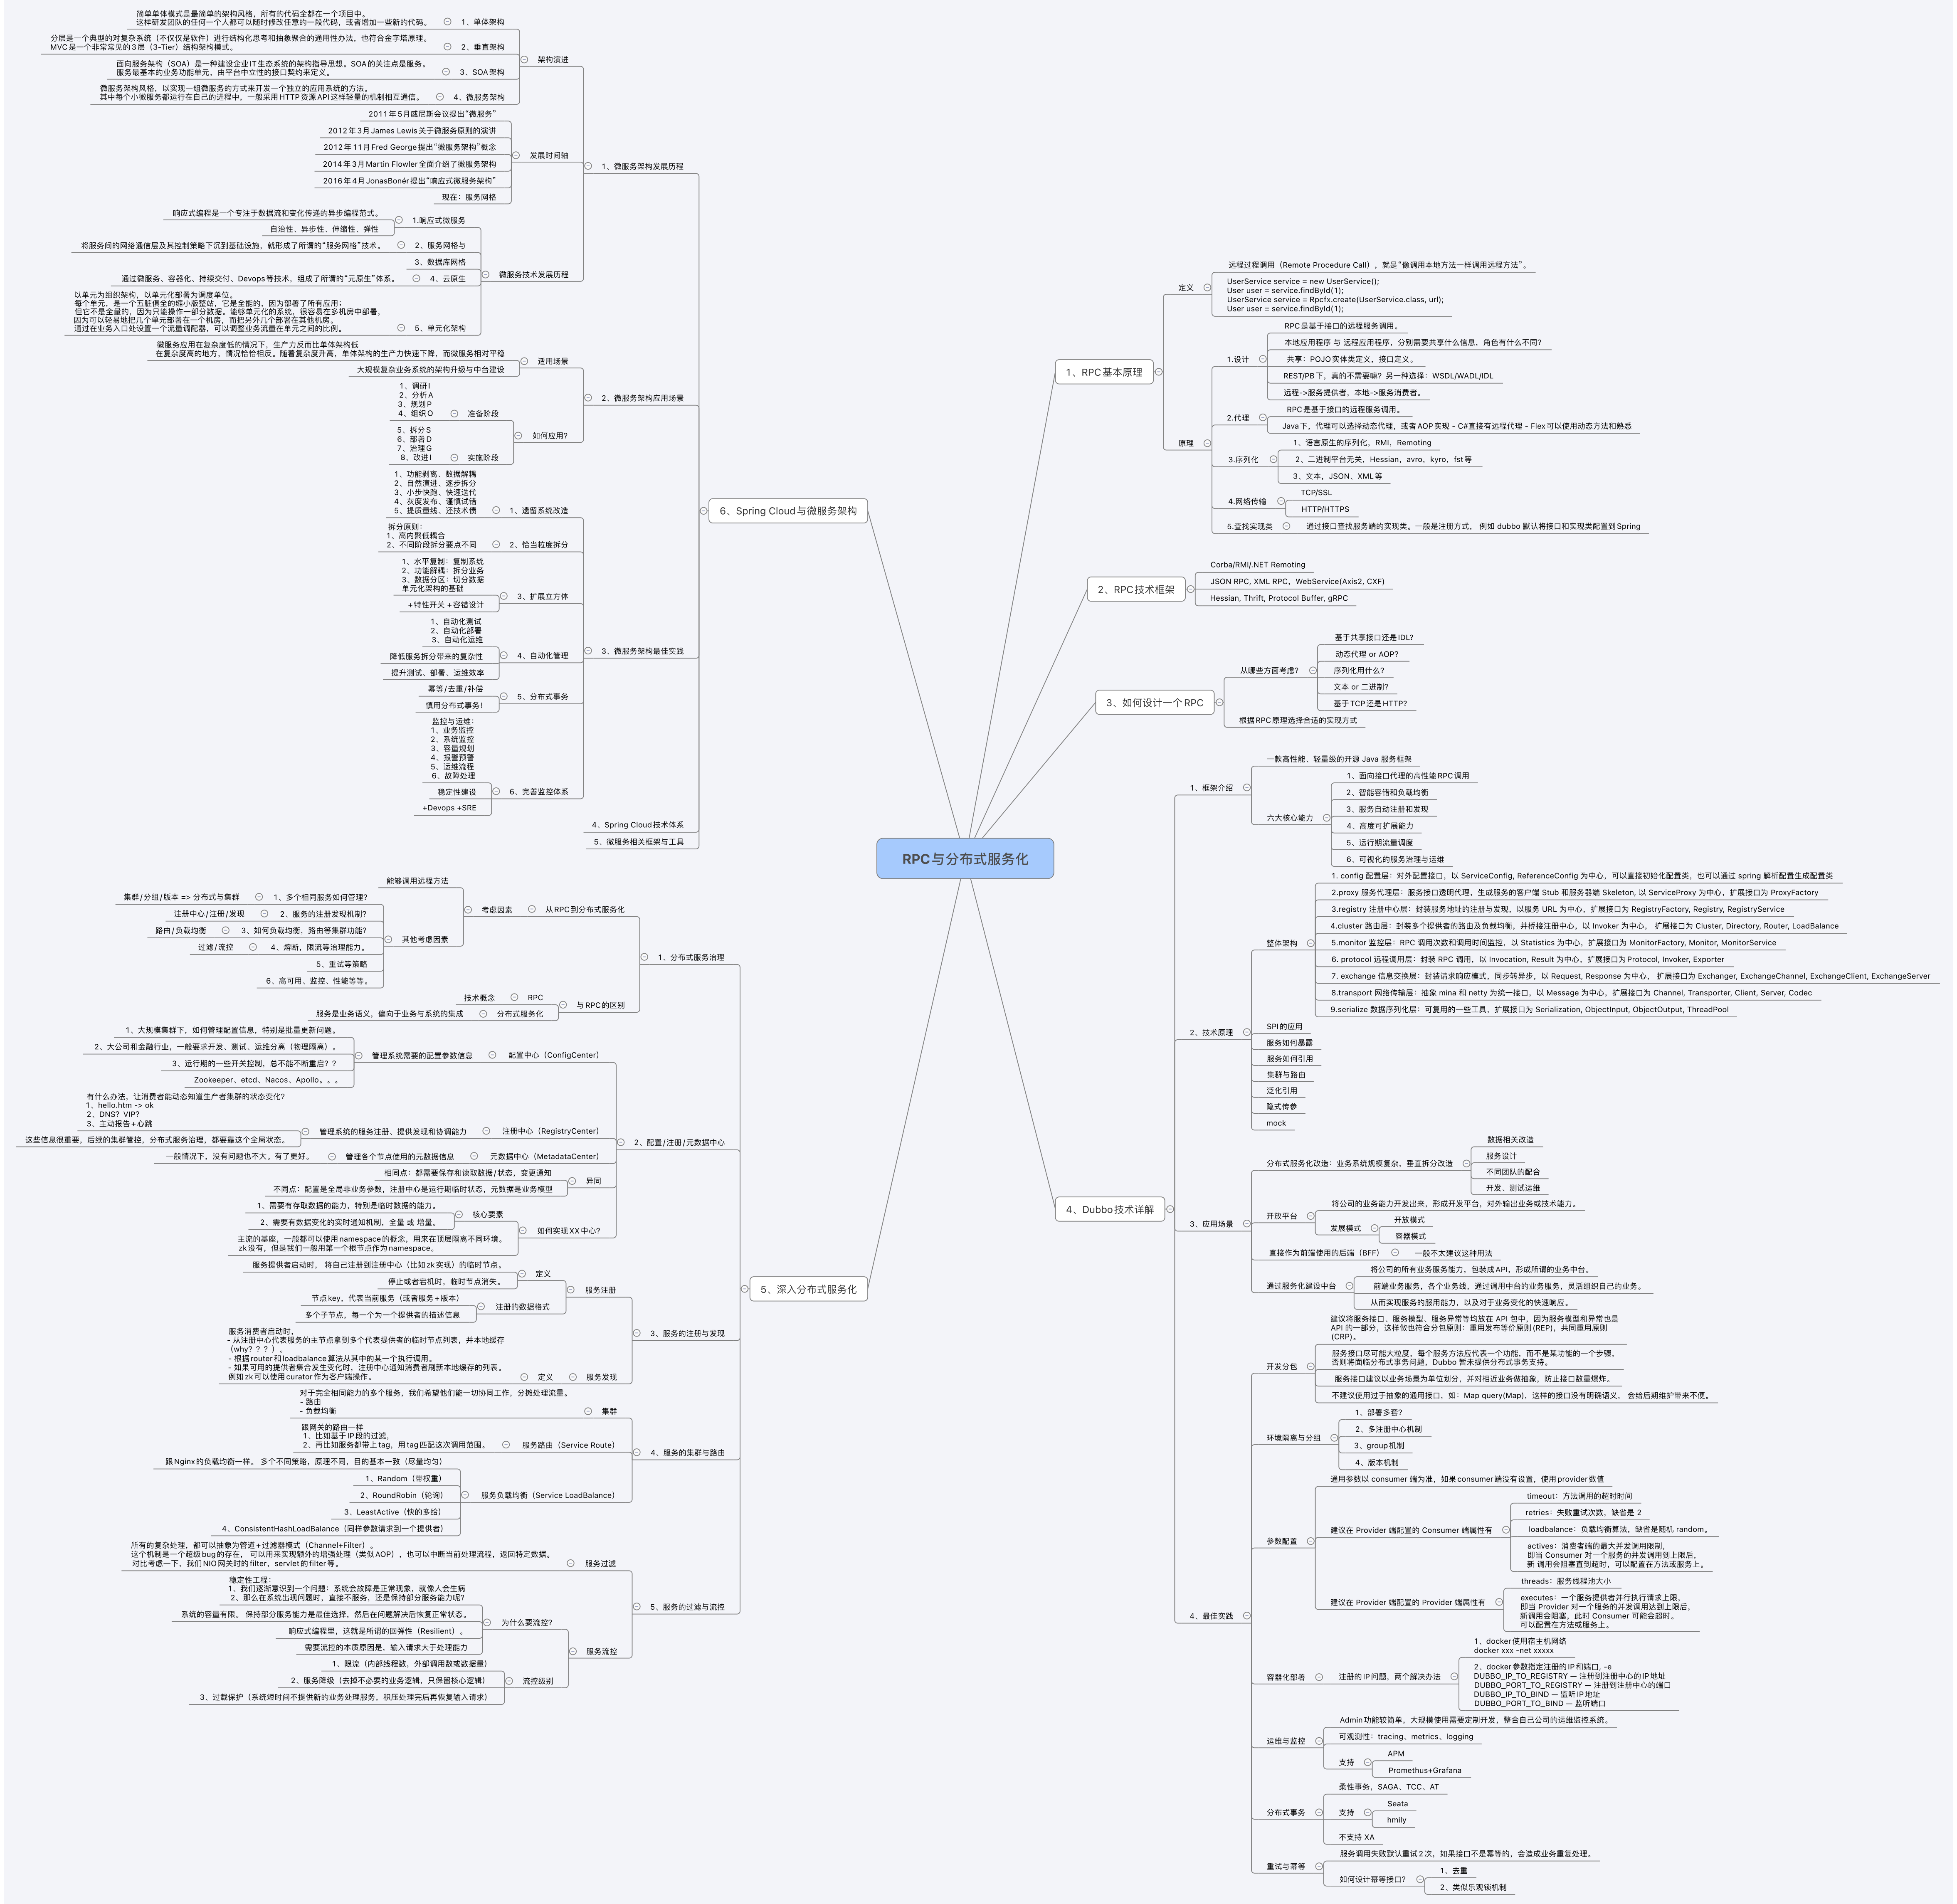 RPC与分布式服务化
1、RPC基本原理
定义
远程过程调用（Remote Procedure Call），就是“像调用本地方法一样调用远程方法”。
UserService service = new UserService();
User user = service.findById(1);
UserService service = Rpcfx.create(UserService.class, url);
User user = service.findById(1);
原理
1.设计
RPC是基于接口的远程服务调用。
本地应用程序 与 远程应用程序，分别需要共享什么信息，角色有什么不同？
共享：POJO实体类定义，接口定义。
REST/PB下，真的不需要嘛？另一种选择：WSDL/WADL/IDL
远程->服务提供者，本地->服务消费者。
2.代理
RPC是基于接口的远程服务调用。
Java下，代理可以选择动态代理，或者AOP实现 - C#直接有远程代理 - Flex可以使用动态方法和熟悉
3.序列化
1、语言原生的序列化，RMI，Remoting
2、二进制平台无关，Hessian，avro，kyro，fst等
3、文本，JSON、XML等
4.网络传输
TCP/SSL
HTTP/HTTPS
5.查找实现类
通过接口查找服务端的实现类。一般是注册方式， 例如 dubbo 默认将接口和实现类配置到Spring
2、RPC技术框架
Corba/RMI/.NET Remoting
JSON RPC, XML RPC，WebService(Axis2, CXF)
Hessian, Thrift, Protocol Buffer, gRPC
3、如何设计一个RPC
从哪些方面考虑？
基于共享接口还是IDL？
动态代理 or AOP？
序列化用什么？
文本 or 二进制？
基于TCP还是HTTP？
根据RPC原理选择合适的实现方式
4、Dubbo技术详解
1、框架介绍
一款高性能、轻量级的开源 Java 服务框架
六大核心能力
1、面向接口代理的高性能RPC调用
2、智能容错和负载均衡
3、服务自动注册和发现
4、高度可扩展能力
5、运行期流量调度
6、可视化的服务治理与运维
2、技术原理
整体架构
1. config 配置层：对外配置接口，以 ServiceConfig, ReferenceConfig 为中心，可以直接初始化配置类，也可以通过 spring 解析配置生成配置类
2.proxy 服务代理层：服务接口透明代理，生成服务的客户端 Stub 和服务器端 Skeleton, 以 ServiceProxy 为中心，扩展接口为 ProxyFactory
3.registry 注册中心层：封装服务地址的注册与发现，以服务 URL 为中心，扩展接口为 RegistryFactory, Registry, RegistryService
4.cluster 路由层：封装多个提供者的路由及负载均衡，并桥接注册中心，以 Invoker 为中心， 扩展接口为 Cluster, Directory, Router, LoadBalance
5.monitor 监控层：RPC 调用次数和调用时间监控，以 Statistics 为中心，扩展接口为 MonitorFactory, Monitor, MonitorService
6. protocol 远程调用层：封装 RPC 调用，以 Invocation, Result 为中心，扩展接口为Protocol, Invoker, Exporter
7. exchange 信息交换层：封装请求响应模式，同步转异步，以 Request, Response 为中心， 扩展接口为 Exchanger, ExchangeChannel, ExchangeClient, ExchangeServer
8.transport 网络传输层：抽象 mina 和 netty 为统一接口，以 Message 为中心，扩展接口为 Channel, Transporter, Client, Server, Codec
9.serialize 数据序列化层：可复用的一些工具，扩展接口为 Serialization, ObjectInput, ObjectOutput, ThreadPool
SPI的应用
服务如何暴露
服务如何引用
集群与路由
泛化引用
隐式传参
mock
3、应用场景
分布式服务化改造：业务系统规模复杂，垂直拆分改造
数据相关改造
服务设计
不同团队的配合
开发、测试运维
开放平台
将公司的业务能力开发出来，形成开发平台，对外输出业务或技术能力。
发展模式
开放模式
容器模式
直接作为前端使用的后端（BFF）
一般不太建议这种用法
通过服务化建设中台
将公司的所有业务服务能力，包装成API，形成所谓的业务中台。
前端业务服务，各个业务线，通过调用中台的业务服务，灵活组织自己的业务。
从而实现服务的服用能力，以及对于业务变化的快速响应。
4、最佳实践
开发分包
建议将服务接口、服务模型、服务异常等均放在 API 包中，因为服务模型和异常也是
API 的一部分，这样做也符合分包原则：重用发布等价原则(REP)，共同重用原则
(CRP)。
服务接口尽可能大粒度，每个服务方法应代表一个功能，而不是某功能的一个步骤，
否则将面临分布式事务问题，Dubbo 暂未提供分布式事务支持。
服务接口建议以业务场景为单位划分，并对相近业务做抽象，防止接口数量爆炸。
不建议使用过于抽象的通用接口，如：Map query(Map)，这样的接口没有明确语义， 会给后期维护带来不便。
环境隔离与分组
1、部署多套？
2、多注册中心机制
3、group机制
4、版本机制
参数配置
通用参数以 consumer 端为准，如果consumer端没有设置，使用provider数值
建议在 Provider 端配置的 Consumer 端属性有
timeout：方法调用的超时时间
retries：失败重试次数，缺省是 2
loadbalance：负载均衡算法，缺省是随机 random。
actives：消费者端的最大并发调用限制，
即当 Consumer 对一个服务的并发调用到上限后，
新 调用会阻塞直到超时，可以配置在方法或服务上。
建议在 Provider 端配置的 Provider 端属性有
threads：服务线程池大小
executes：一个服务提供者并行执行请求上限，
即当 Provider 对一个服务的并发调用达到上限后，
新调用会阻塞，此时 Consumer 可能会超时。
可以配置在方法或服务上。
容器化部署
注册的IP问题，两个解决办法
1、docker使用宿主机网络
docker xxx -net xxxxx
2、docker参数指定注册的IP和端口, -e
DUBBO_IP_TO_REGISTRY — 注册到注册中心的IP地址
DUBBO_PORT_TO_REGISTRY — 注册到注册中心的端口
DUBBO_IP_TO_BIND — 监听IP地址
DUBBO_PORT_TO_BIND — 监听端口
运维与监控
Admin功能较简单，大规模使用需要定制开发，整合自己公司的运维监控系统。
可观测性：tracing、metrics、logging
支持
APM
Promethus+Grafana
分布式事务
柔性事务，SAGA、TCC、AT
支持
Seata
hmily
不支持 XA
重试与幂等
服务调用失败默认重试2次，如果接口不是幂等的，会造成业务重复处理。
如何设计幂等接口？
1、去重
2、类似乐观锁机制
6、Spring Cloud与微服务架构
1、微服务架构发展历程
架构演进
1、单体架构
简单单体模式是最简单的架构风格，所有的代码全都在一个项目中。
这样研发团队的任何一个人都可以随时修改任意的一段代码，或者增加一些新的代码。
2、垂直架构
分层是一个典型的对复杂系统（不仅仅是软件）进行结构化思考和抽象聚合的通用性办法，也符合金字塔原理。
MVC是一个非常常见的3层（3-Tier）结构架构模式。
3、SOA架构
面向服务架构（SOA）是一种建设企业IT生态系统的架构指导思想。SOA的关注点是服务。
服务最基本的业务功能单元，由平台中立性的接口契约来定义。
4、微服务架构
微服务架构风格，以实现一组微服务的方式来开发一个独立的应用系统的方法。
其中每个小微服务都运行在自己的进程中，一般采用HTTP资源API这样轻量的机制相互通信。
发展时间轴
2011年5月威尼斯会议提出“微服务”
2012年3月James Lewis关于微服务原则的演讲
2012年11月Fred George提出“微服务架构”概念
2014年3月Martin Flowler全面介绍了微服务架构
2016年4月JonasBonér提出“响应式微服务架构”
现在：服务网格
微服务技术发展历程
1.响应式微服务
响应式编程是一个专注于数据流和变化传递的异步编程范式。
自治性、异步性、伸缩性、弹性
2、服务网格与
将服务间的网络通信层及其控制策略下沉到基础设施，就形成了所谓的“服务网格”技术。
3、数据库网格
4、云原生
通过微服务、容器化、持续交付、Devops等技术，组成了所谓的“元原生”体系。
5、单元化架构
以单元为组织架构，以单元化部署为调度单位。
每个单元，是一个五脏俱全的缩小版整站，它是全能的，因为部署了所有应用；
但它不是全量的，因为只能操作一部分数据。能够单元化的系统，很容易在多机房中部署，
因为可以轻易地把几个单元部署在一个机房，而把另外几个部署在其他机房。
通过在业务入口处设置一个流量调配器，可以调整业务流量在单元之间的比例。
2、微服务架构应用场景
适用场景
微服务应用在复杂度低的情况下，生产力反而比单体架构低
在复杂度高的地方，情况恰恰相反。随着复杂度升高，单体架构的生产力快速下降，而微服务相对平稳
大规模复杂业务系统的架构升级与中台建设
如何应用？
准备阶段
1、调研I
2、分析A
3、规划P
4、组织O
实施阶段
5、拆分S
6、部署D
7、治理G
8、改进I
3、微服务架构最佳实践
1、遗留系统改造
1、功能剥离、数据解耦
2、自然演进、逐步拆分
3、小步快跑、快速迭代
4、灰度发布、谨慎试错
5、提质量线、还技术债
2、恰当粒度拆分
拆分原则：
1、高内聚低耦合
2、不同阶段拆分要点不同
3、扩展立方体
1、水平复制：复制系统
2、功能解耦：拆分业务
3、数据分区：切分数据
单元化架构的基础
+特性开关 +容错设计
4、自动化管理
1、自动化测试
2、自动化部署
3、自动化运维
降低服务拆分带来的复杂性
提升测试、部署、运维效率
5、分布式事务
幂等/去重/补偿
慎用分布式事务！
6、完善监控体系
监控与运维：
1、业务监控
2、系统监控
3、容量规划
4、报警预警
5、运维流程
6、故障处理
稳定性建设
+Devops +SRE
4、Spring Cloud技术体系
5、微服务相关框架与工具
5、深入分布式服务化
1、分布式服务治理
从RPC到分布式服务化
考虑因素
能够调用远程方法
其他考虑因素
1、多个相同服务如何管理？
集群/分组/版本 => 分布式与集群
2、服务的注册发现机制？
注册中心/注册/发现
3、如何负载均衡，路由等集群功能？
路由/负载均衡
4、熔断，限流等治理能力。
过滤/流控
5、重试等策略
6、高可用、监控、性能等等。
与RPC的区别
RPC
技术概念
分布式服务化
服务是业务语义，偏向于业务与系统的集成
2、配置/注册/元数据中心
配置中心（ConfigCenter）
管理系统需要的配置参数信息
1、大规模集群下，如何管理配置信息，特别是批量更新问题。
2、大公司和金融行业，一般要求开发、测试、运维分离（物理隔离）。
3、运行期的一些开关控制，总不能不断重启？？
Zookeeper、etcd、Nacos、Apollo。。。
注册中心（RegistryCenter）
管理系统的服务注册、提供发现和协调能力
有什么办法，让消费者能动态知道生产者集群的状态变化？
1、hello.htm -> ok
2、DNS？VIP？
3、主动报告+心跳
这些信息很重要，后续的集群管控，分布式服务治理，都要靠这个全局状态。
元数据中心（MetadataCenter）
管理各个节点使用的元数据信息
一般情况下，没有问题也不大。有了更好。
异同
相同点：都需要保存和读取数据/状态，变更通知
不同点：配置是全局非业务参数，注册中心是运行期临时状态，元数据是业务模型
如何实现XX中心？
核心要素
1、需要有存取数据的能力，特别是临时数据的能力。
2、需要有数据变化的实时通知机制，全量 或 增量。
主流的基座，一般都可以使用namespace的概念，用来在顶层隔离不同环境。
zk没有，但是我们一般用第一个根节点作为namespace。
3、服务的注册与发现
服务注册
定义
服务提供者启动时， 将自己注册到注册中心（比如zk实现）的临时节点。
停止或者宕机时，临时节点消失。
注册的数据格式
节点key，代表当前服务（或者服务+版本）
多个子节点，每一个为一个提供者的描述信息
服务发现
定义
服务消费者启动时，
- 从注册中心代表服务的主节点拿到多个代表提供者的临时节点列表，并本地缓存
（why？？？）。
- 根据router和loadbalance算法从其中的某一个执行调用。
- 如果可用的提供者集合发生变化时，注册中心通知消费者刷新本地缓存的列表。
例如zk可以使用curator作为客户端操作。
4、服务的集群与路由
集群
对于完全相同能力的多个服务，我们希望他们能一切协同工作，分摊处理流量。
- 路由
- 负载均衡
服务路由（Service Route）
跟网关的路由一样
1、比如基于IP段的过滤，
2、再比如服务都带上tag，用tag匹配这次调用范围。
服务负载均衡（Service LoadBalance）
跟Nginx的负载均衡一样。 多个不同策略，原理不同，目的基本一致（尽量均匀）
1、Random（带权重）
2、RoundRobin（轮询）
3、LeastActive（快的多给）
4、ConsistentHashLoadBalance（同样参数请求到一个提供者）
5、服务的过滤与流控
服务过滤
所有的复杂处理，都可以抽象为管道+过滤器模式（Channel+Filter）。
这个机制是一个超级bug的存在， 可以用来实现额外的增强处理（类似AOP），也可以中断当前处理流程，返回特定数据。
对比考虑一下，我们NIO网关时的filter，servlet的filter等。
服务流控
为什么要流控？
稳定性工程：
1、我们逐渐意识到一个问题：系统会故障是正常现象，就像人会生病
2、那么在系统出现问题时，直接不服务，还是保持部分服务能力呢?
系统的容量有限。 保持部分服务能力是最佳选择，然后在问题解决后恢复正常状态。
响应式编程里，这就是所谓的回弹性（Resilient）。
需要流控的本质原因是，输入请求大于处理能力
流控级别
1、限流（内部线程数，外部调用数或数据量）
2、服务降级（去掉不必要的业务逻辑，只保留核心逻辑）
3、过载保护（系统短时间不提供新的业务处理服务，积压处理完后再恢复输入请求）